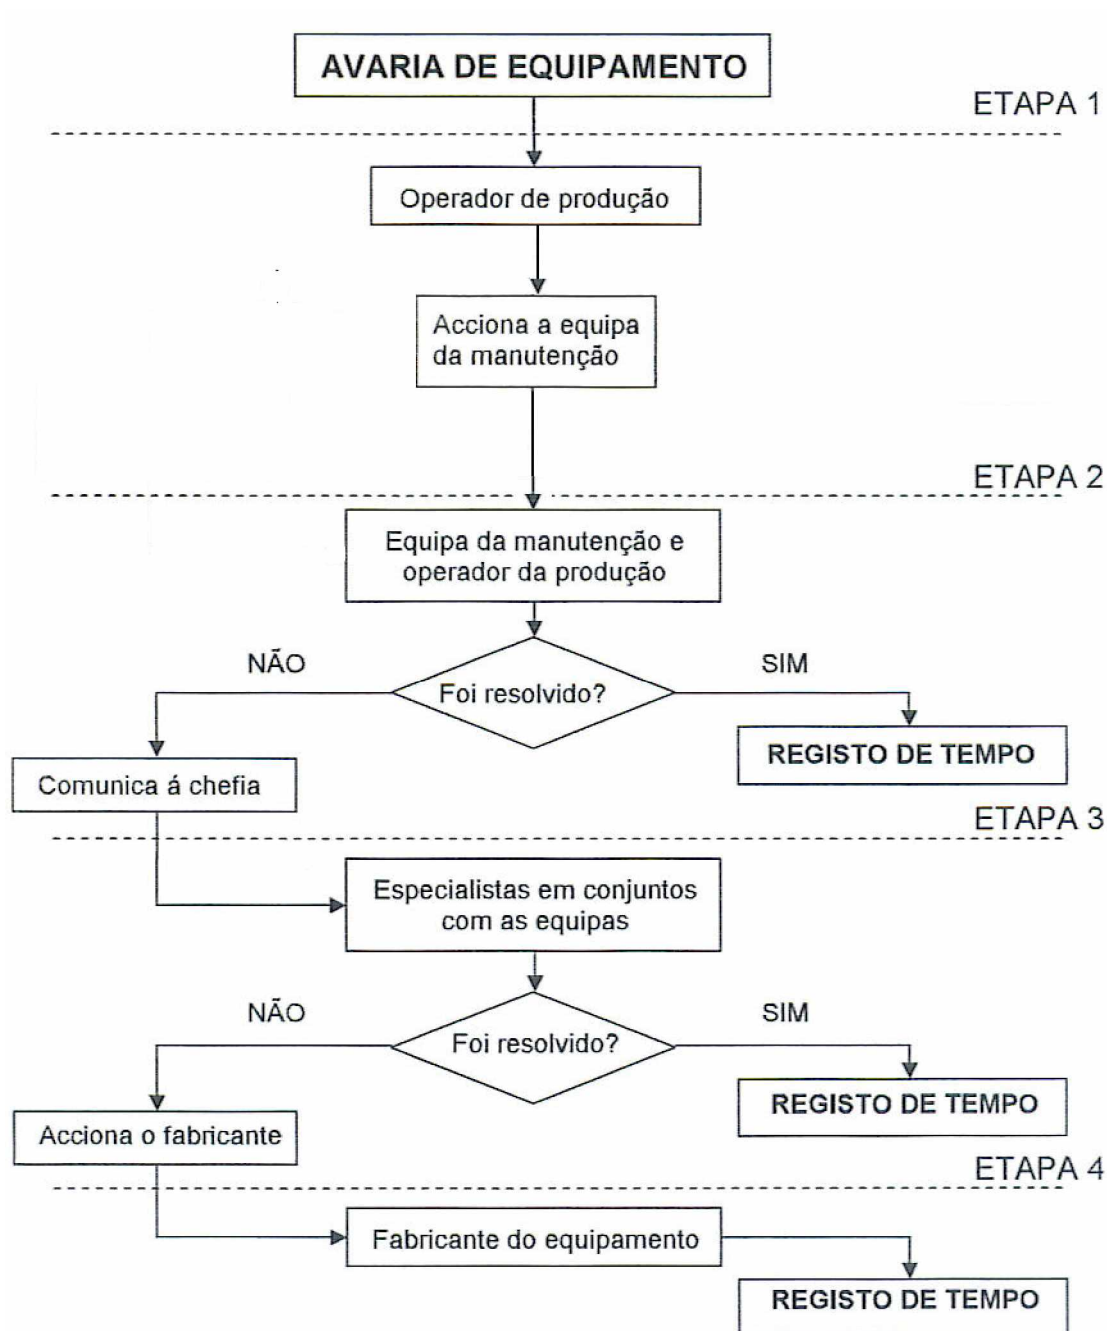 AVARIA DE EQUIPAMENTO
ETAPA 1
Operador de produção
Acciona a equipa
da manutenção
ETAPA 2
Equipa da manutenção e
operador da produção
NÃO
SIM
Foi resolvido?
REGISTO DE TEMPO
Comunica á chefia
ETAPA 3
Especialistas em conjuntos
com as equipas
NÃO
SIM
Foi resolvido?
REGISTO DE TEMPO
Acciona o fabricante
ETAPA 4
Fabricante do equipamento
REGISTO DE TEMPO